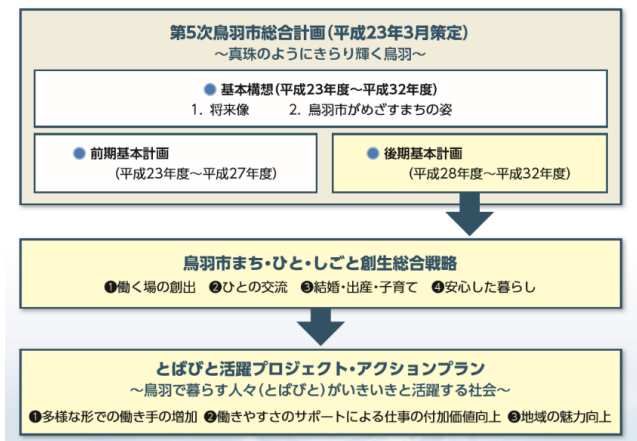 第5次鳥羽市総合計画(平成23年3月策定)
～真珠のようにきらり輝く鳥羽～
基本構想(平成23年度～平成32年度)
1. 将来像　2. 鳥羽市がめざすまちの姿
前期基本計画
(平成23年度～平成27年度)
後期基本計画
(平成28年度～平成32年度)
鳥羽市まち・ひと・しごと創生総合戦略
❶働く場の創出　❷ひとの交流　❸結婚・出産・子育て　❹安心した暮らし
とばびと活躍プロジェクト・アクションプラン
～鳥羽で暮らす人々(とばびと)がいきいきと活躍する社会～
❶多様な形での働き手の増加 ❷働きやすさのサポートによる仕事の付加価値向上 ❸地域の魅力向上